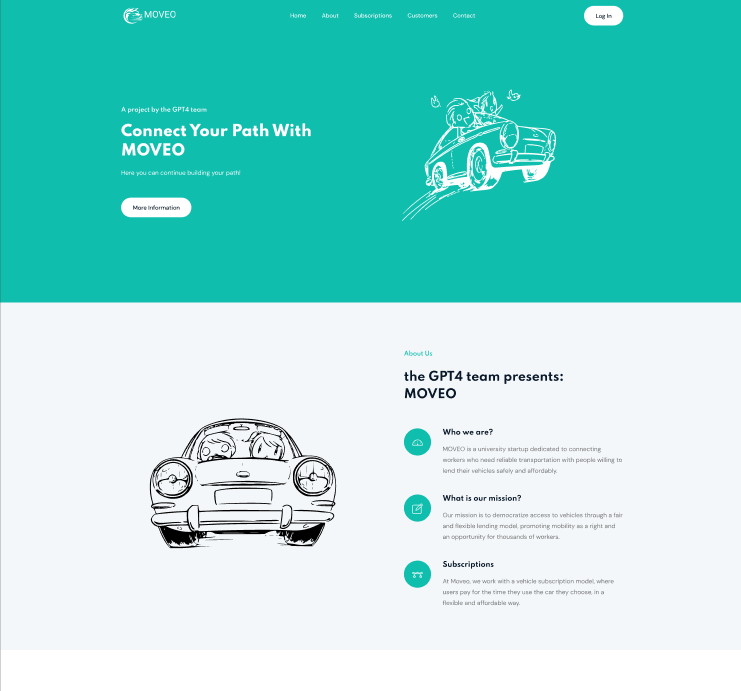 MOVEO
Home About Subscriptions Customers Contact
Log In
A project by the GPT4 team
Connect Your Path With
MOVEO
Here you can continue building your path!
More Information
About Us
the GPT4 team presents:
MOVEO
Who we are?
MOVEO is a university startup dedicated to connecting
workers who need reliable transportation with people willing to
lend their vehicles safely and affordably.
What is our mission?
Our mission is to democratize access to vehicles through a fair
and flexible lending model, promoting mobility as a right and
an opportunity for thousands of workers.
Subscriptions
At Moveo, we work with a vehicle subscription model, where
users pay for the time they use the car they choose, in a
flexible and affordable way.